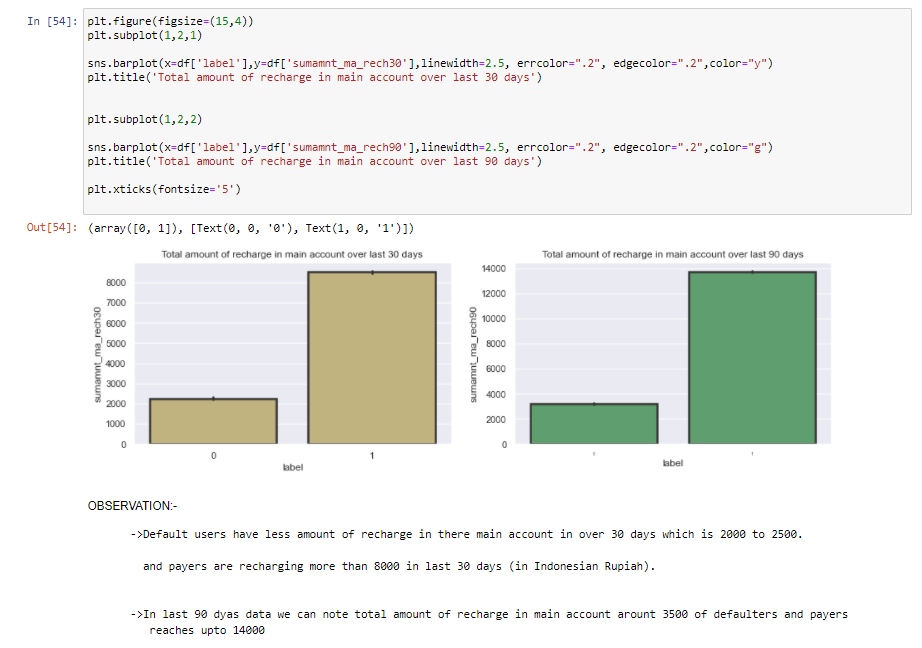 In [54]: plt.figure(figsize=(15,4))
plt.subplot(1,2,1)
sns.barplot(x=df['label'],y=df['sumamnt_ma_rech30'],linewidth=2.5, errcolor=".2", edgecolor=".2",color="y")
plt.title('Total amount of recharge in main account over last 30 days')
plt.subplot(1,2,2)
sns.barplot(x=df['label'],y=df['sumamnt_ma_rech90'],linewidth=2.5, errcolor=".2", edgecolor=".2",color="g")
plt.title('Total amount of recharge in main account over last 90 days')
plt.xticks(fontsize='5')
Out[54]: (array([0, 1]), [Text(0, 0, '0'), Text(1, 0, '1')])
Total amount of recharge in main account over last 30 days
8000
7000
6000
5000
4000
3000
2000
1000
0
sumamnt_ma_rech30
0 1
label
Total amount of recharge in main account over last 90 days
14000
12000
10000
8000
6000
4000
2000
0
sumamnt_ma_rech90
label
OBSERVATION:-
->Default users have less amount of recharge in there main account in over 30 days which is 2000 to 2500.
and payers are recharging more than 8000 in last 30 days (in Indonesian Rupiah).
->In last 90 dyas data we can note total amount of recharge in main account arount 3500 of defaulters and payers
reaches upto 14000